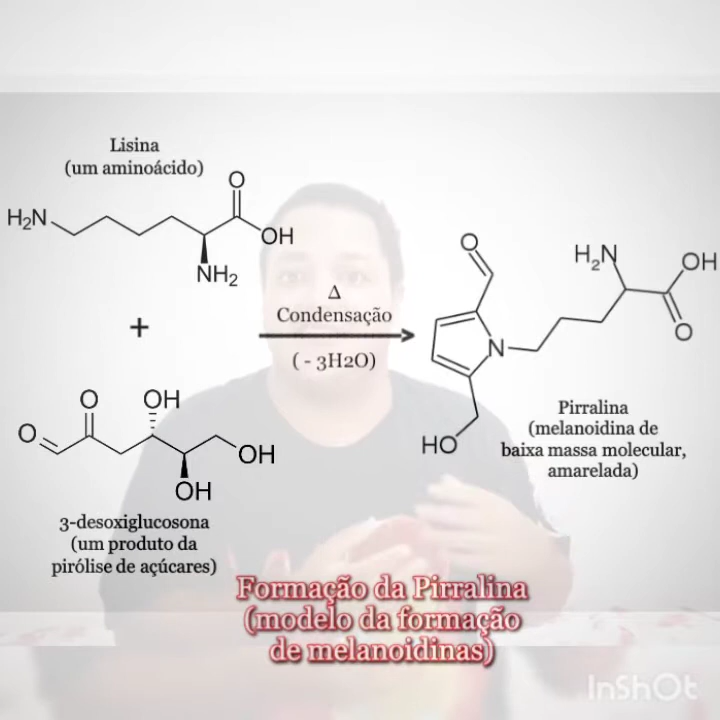 Lisina
(um aminoácido)
O
H₂N
OH
NH₂
+
O
OH
O
OH
OH
3-desoxiglucosona
(um produto da
pirólise de açúcares)
Δ
Condensação
( - 3H2O)
O
H₂N
OH
N
O
HO
Pirralina
(melanoidina de
baixa massa molecular,
amarelada)
Formação da Pirralina
(modelo da formação
de melanoidinas)
InShOt